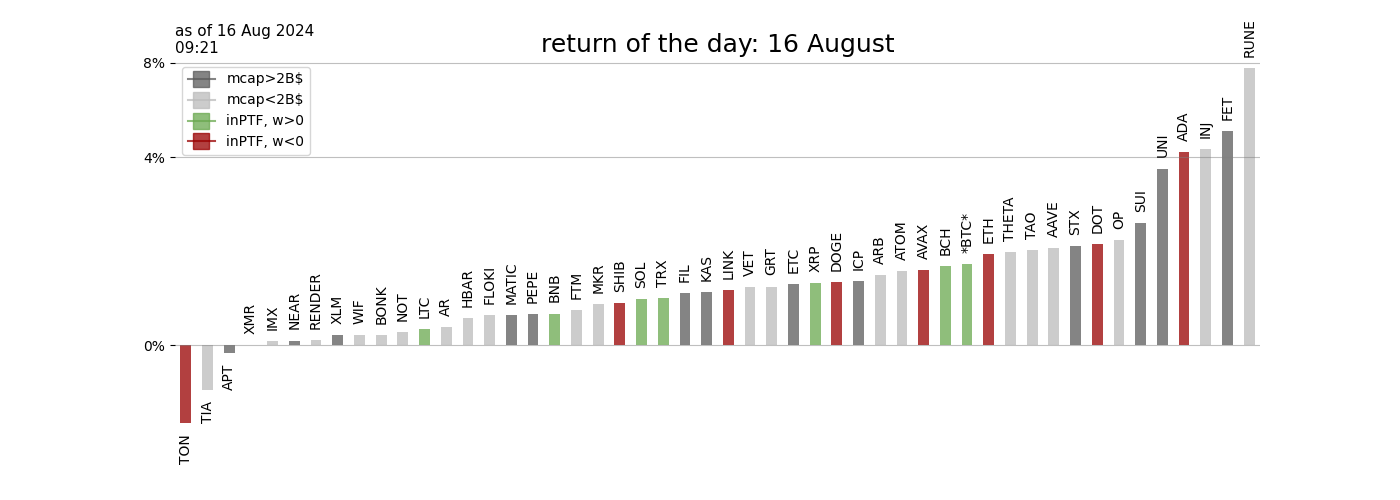 as of 16 Aug 2024
09:21
return of the day: 16 August
8%
4%
0%
mcap>2B$
mcap<2B$
inPTF, w>0
inPTF, w<0
TON
TIA
APT
XMR
IMX
NEAR
RENDER
XLM
WIF
BONK
NOT
LTC
AR
HBAR
FLOKI
MATIC
PEPE
BNB
FTM
MKR
SHIB
SOL
TRX
FIL
KAS
LINK
VET
GRT
ETC
XRP
DOGE
ICP
ARB
ATOM
AVAX
BCH
*BTC*
ETH
THETA
TAO
AAVE
STX
DOT
OP
SUI
UNI
ADA
INJ
FET
RUNE